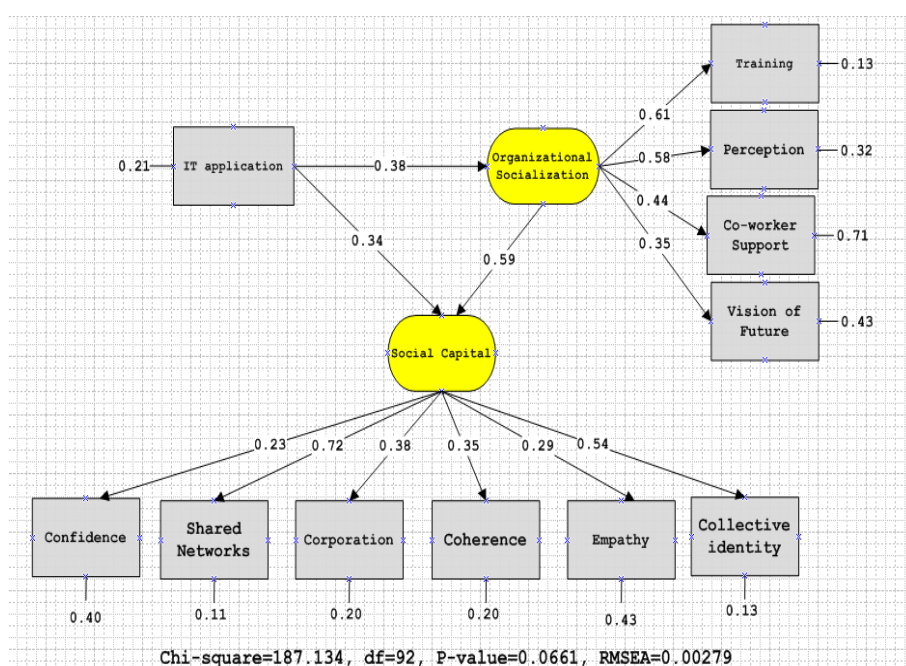 Training
0.13
0.61
0.21
IT application
0.38
Organizational
Socialization
0.58
Perception
0.32
0.44
Co-worker
Support
0.71
0.34
0.59
0.35
Vision of
Future
0.43
Social Capital
0.23
0.72
0.38
0.35
0.29
0.54
Confidence
Shared
Networks
Corporation
Coherence
Empathy
Collective
identity
0.40
0.11
0.20
0.20
0.43
0.13
Chi-square=187.134, df=92, P-value=0.0661, RMSEA=0.00279